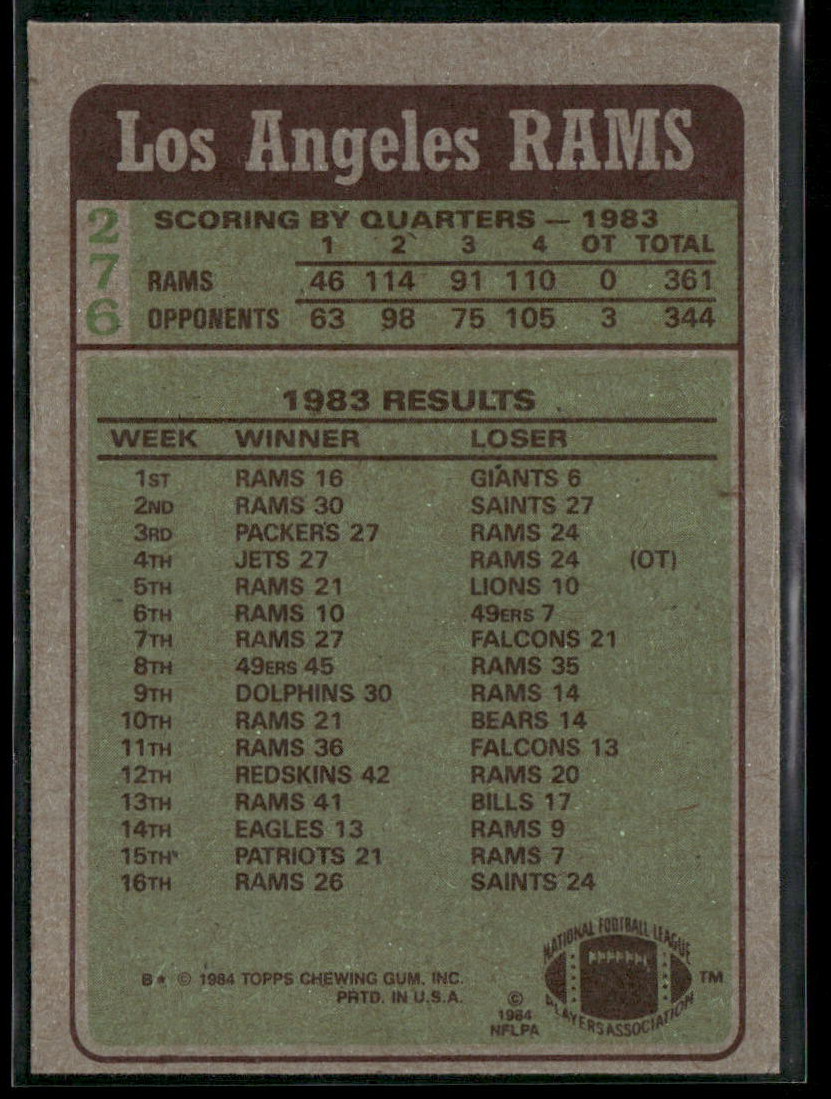 Los Angeles RAMS
276
SCORING BY QUARTERS — 1983
1 2 3 4 OT TOTAL
RAMS 46 114 91 110 0 361
OPPONENTS 63 98 75 105 3 344
1983 RESULTS
WEEK WINNER LOSER
1ST RAMS 16 GIANTS 6
2ND RAMS 30 SAINTS 27
3RD PACKERS 27 RAMS 24
4TH JETS 27 RAMS 24 (OT)
5TH RAMS 21 LIONS 10
6TH RAMS 10 49ERS 7
7TH RAMS 27 FALCONS 21
8TH 49ERS 45 RAMS 35
9TH DOLPHINS 30 RAMS 14
10TH RAMS 21 BEARS 14
11TH RAMS 36 FALCONS 13
12TH REDSKINS 42 RAMS 20
13TH RAMS 41 BILLS 17
14TH EAGLES 13 RAMS 9
15TH PATRIOTS 21 RAMS 7
16TH RAMS 26 SAINTS 24
B★ © 1984 TOPPS CHEWING GUM, INC.
PRTD. IN U.S.A.
©
1984
NFLPA
NATIONAL FOOTBALL LEAGUE
PLAYERS ASSOCIATION
TM